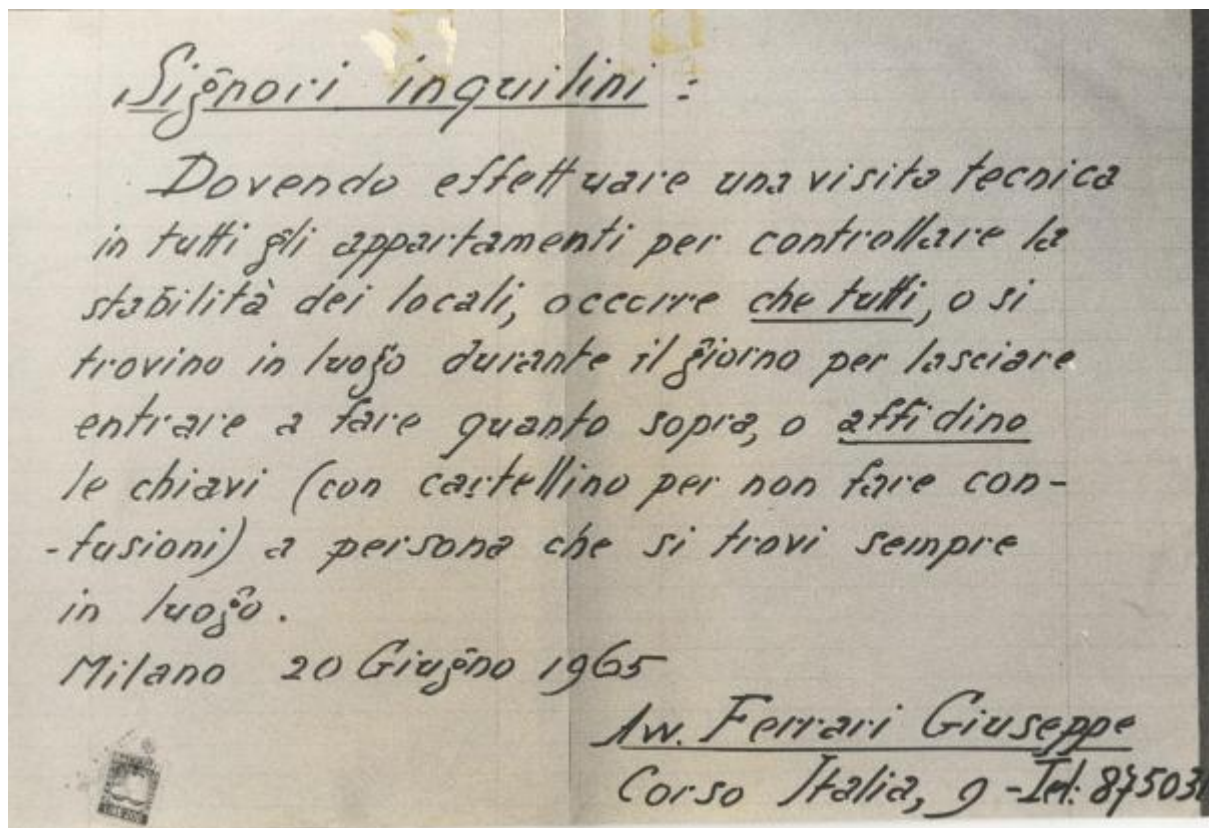 Signori inquilini:
Dovendo effettuare una visita tecnica
in tutti gli appartamenti per controllare la
stabilità dei locali, occorre che tutti, o si
trovino in luogo durante il giorno per lasciare
entrare a fare quanto sopra, o affidino
le chiavi (con cartellino per non fare con-
-fusioni) a persona che si trovi sempre
in luogo.
Milano 20 Giugno 1965
Avv. Ferrari Giuseppe
Corso Italia, 9 - Tel: 87503